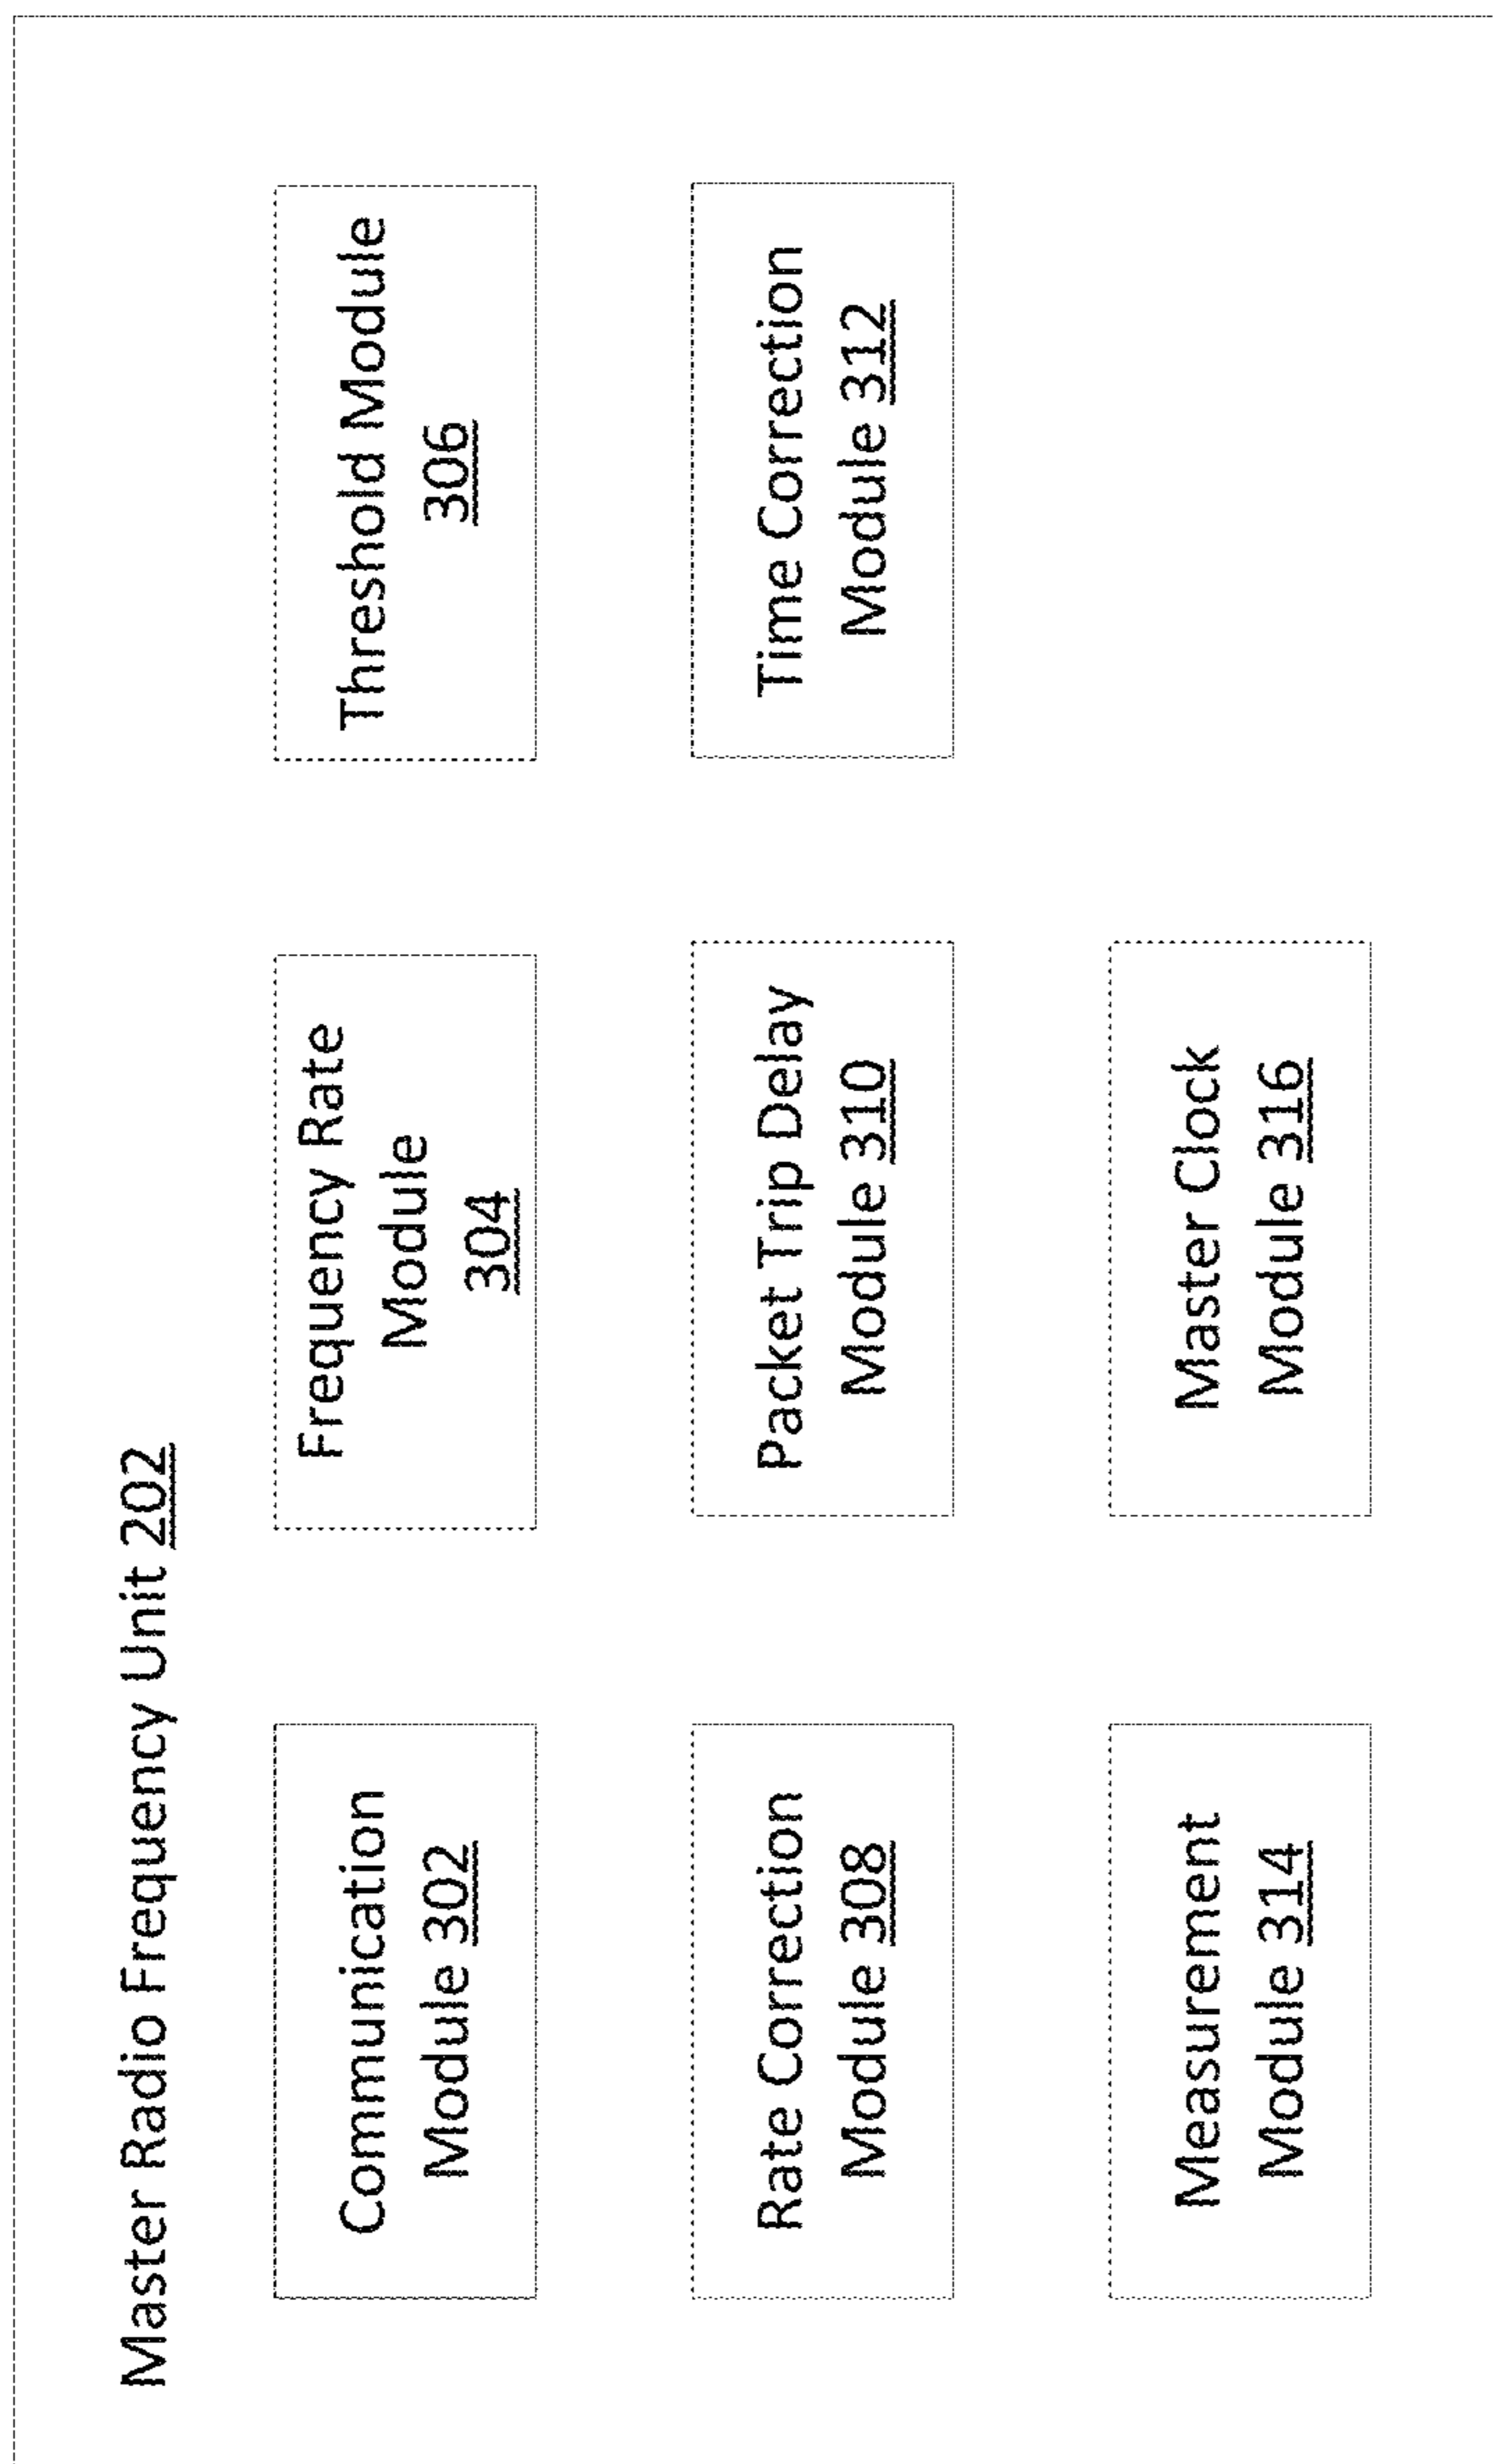 Master Radio Frequency Unit 202
Communication
Module 302
Frequency Rate
Module
304
Threshold Module
306
Rate Correction
Module 308
Packet Trip Delay
Module 310
Time Correction
Module 312
Measurement
Module 314
Master Clock
Module 316